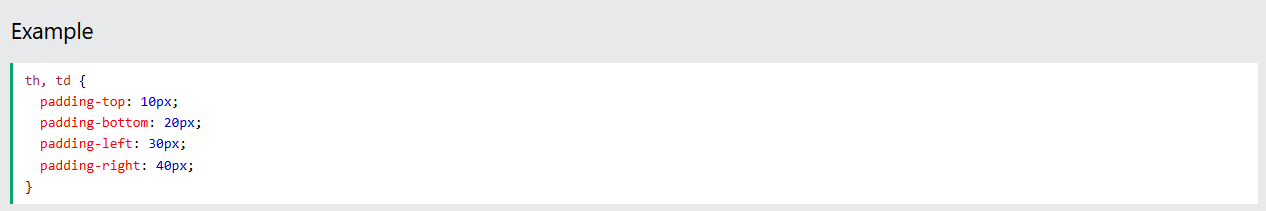 Example
th, td {
  padding-top: 10px;
  padding-bottom: 20px;
  padding-left: 30px;
  padding-right: 40px;
}